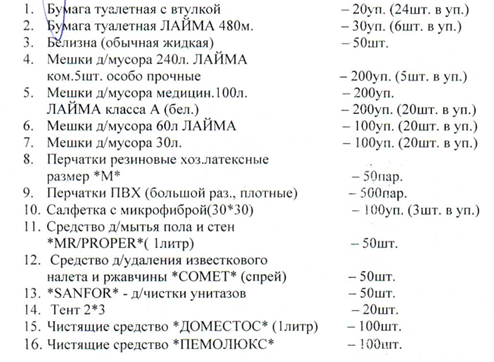 1. Бумага туалетная с втулкой – 20уп. (24шт. в уп.)
2. Бумага туалетная ЛАЙМА 480м. – 30уп. (6шт. в уп.)
3. Белизна (обычная жидкая) – 50шт.
4. Мешки д/мусора 240л. ЛАЙМА
ком.5шт. особо прочные – 200уп. (5шт. в уп.)
5. Мешки д/мусора медицин.100л. – 200уп.
ЛАЙМА класса А (бел.) – 200уп. (20шт. в уп.)
6. Мешки д/мусора 60л ЛАЙМА – 100уп. (20шт. в уп.)
7. Мешки д/мусора 30л. – 100уп. (20шт. в уп.)
8. Перчатки резиновые хоз.латексные
размер *М* – 50пар.
9. Перчатки ПВХ (большой раз., плотные) – 500пар.
10. Салфетка с микрофиброй(30*30) – 100уп. (3шт. в уп.)
11. Средство д/мытья пола и стен
*MR/PROPER*( 1литр) – 50шт.
12. Средство д/удаления известкового
налета и ржавчины *COMET* (спрей) – 50шт.
13. *SANFOR* - д/чистки унитазов – 50шт.
14. Тент 2*3 – 20шт.
15. Чистящие средство *ДОМЕСТОС* (1литр) – 100шт.
16. Чистящие средство *ПЕМОЛЮКС* – 100шт.